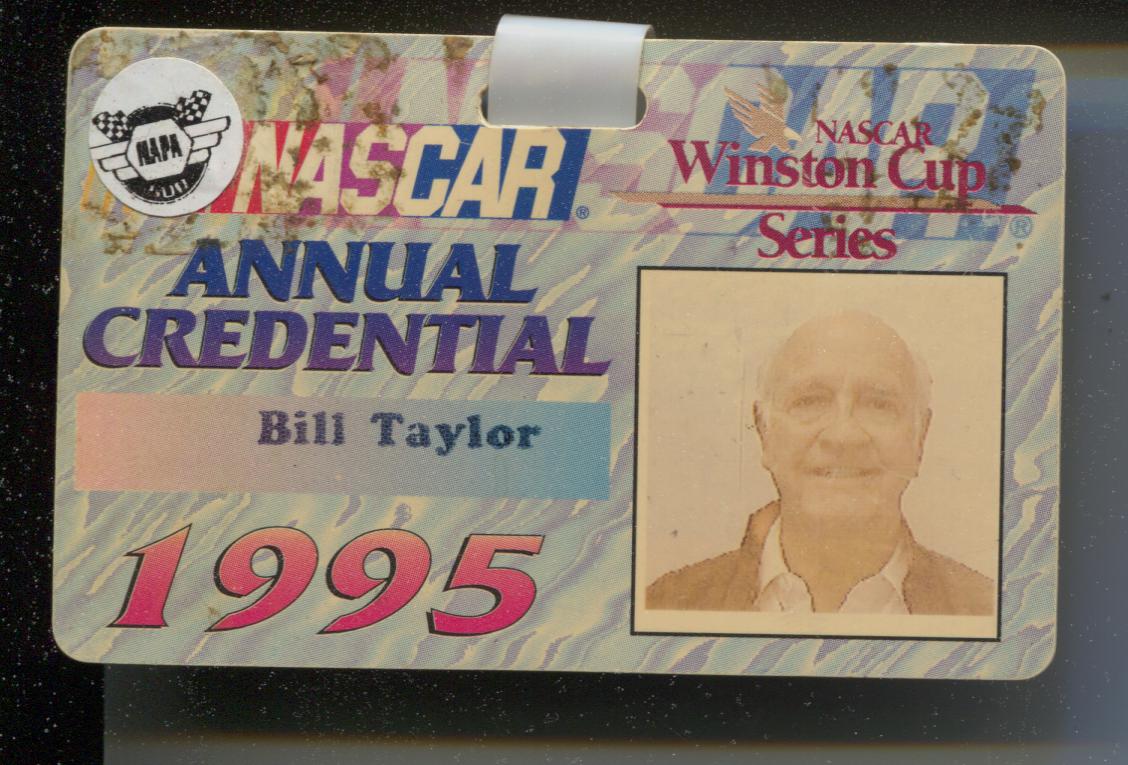 NAPA
NASCAR®
NASCAR
Winston Cup
Series
®
ANNUAL
CREDENTIAL
Bill Taylor
1995